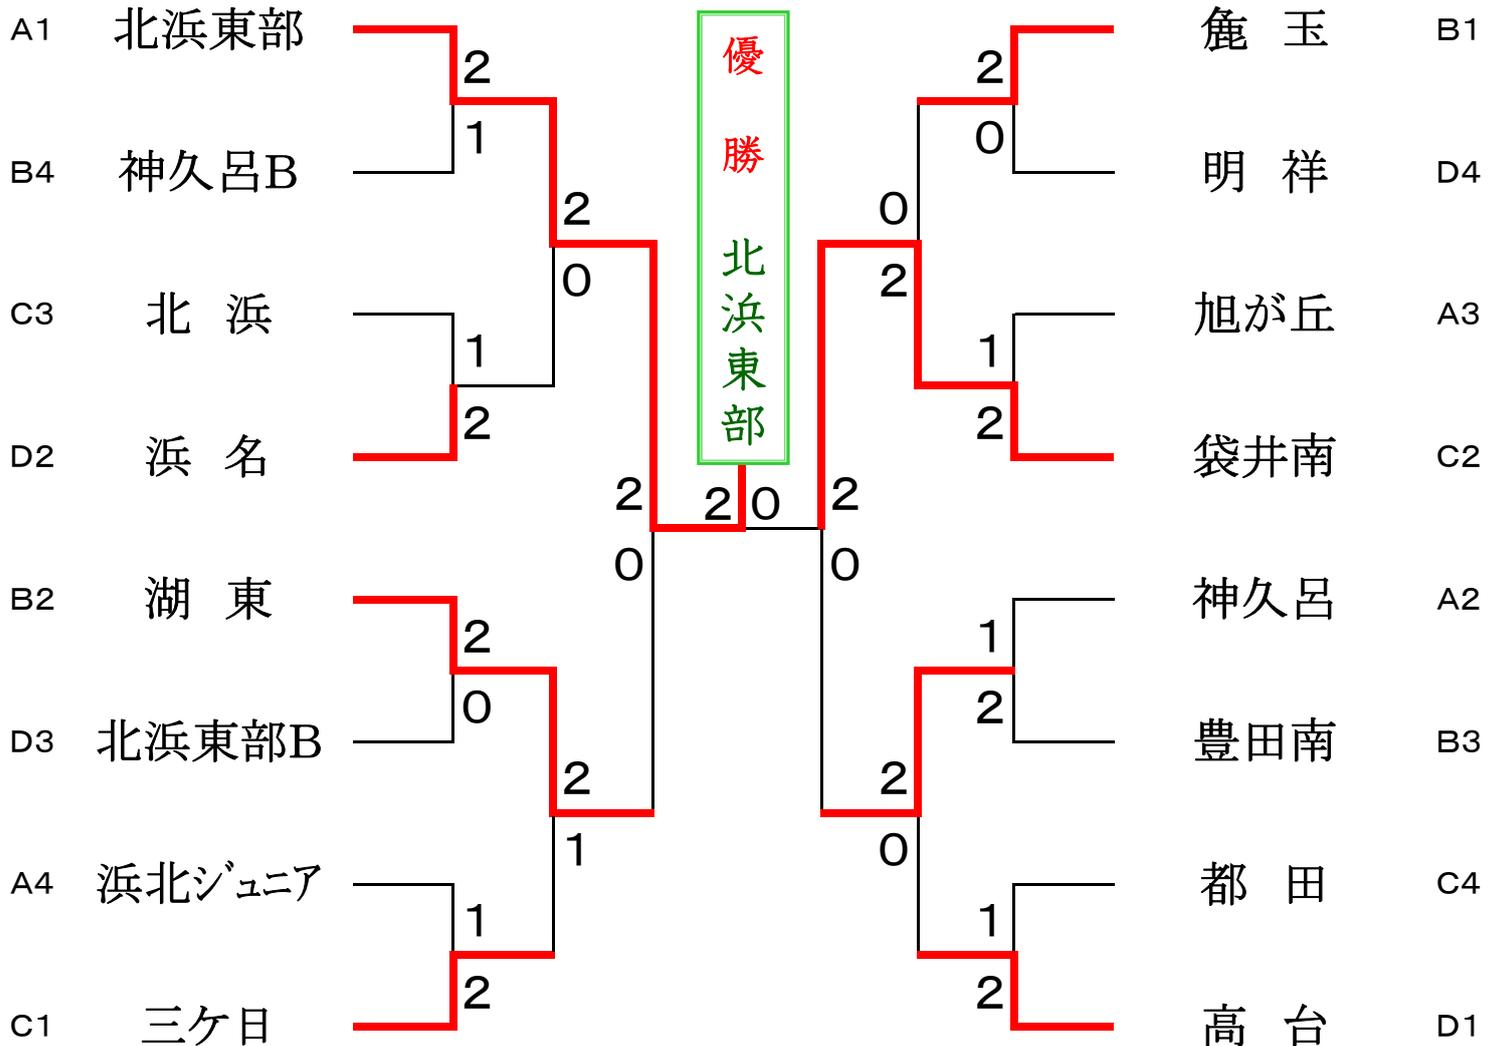 A1 北浜東部
2
1
B4 神久呂B
2
0
C3 北 浜
1
2
D2 浜 名
2
0
B2 湖 東
2
0
D3 北浜東部B
2
1
A4 浜北ジュニア
1
2
C1 三ケ日
優勝 北浜東部
2 0
麁 玉 B1
2
0
明 祥 D4
0
2
旭が丘 A3
1
2
袋井南 C2
2
0
神久呂 A2
1
2
豊田南 B3
2
0
都 田 C4
1
2
高 台 D1